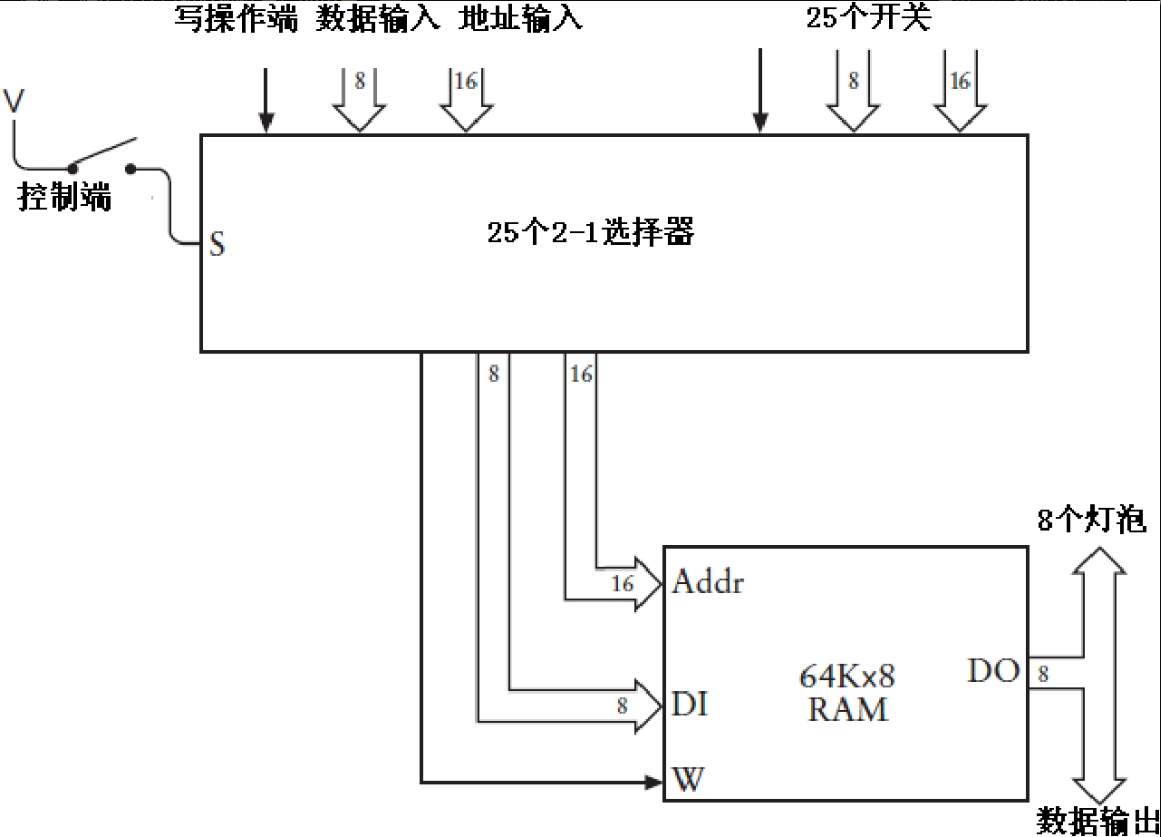 写操作端 数据输入 地址输入 25个开关
8 16 8 16
V
控制端
S
25个2-1选择器
8 16
8个灯泡
16 Addr
64K×8
RAM
DO 8
8 DI
W
数据输出